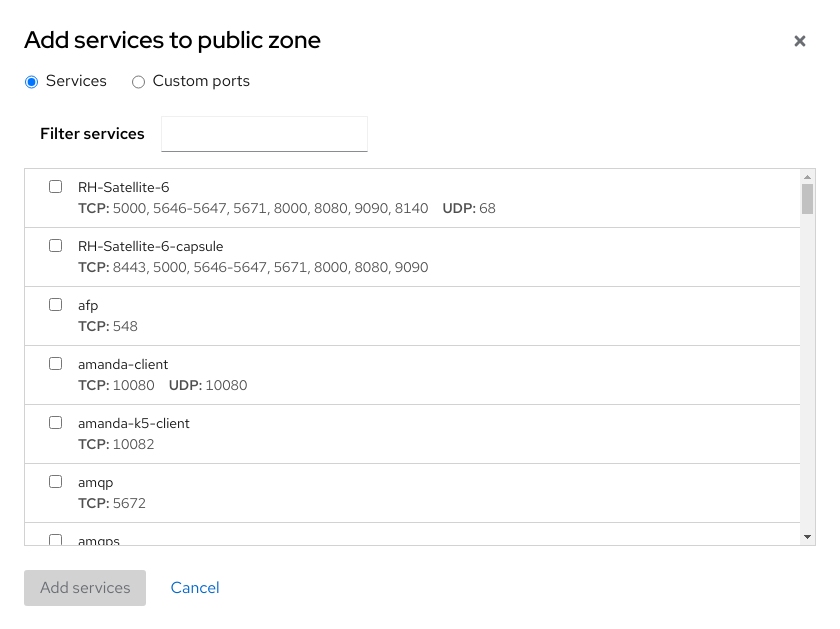 Add services to public zone
Services Custom ports
Filter services
RH-Satellite-6
TCP: 5000, 5646-5647, 5671, 8000, 8080, 9090, 8140 UDP: 68
RH-Satellite-6-capsule
TCP: 8443, 5000, 5646-5647, 5671, 8000, 8080, 9090
afp
TCP: 548
amanda-client
TCP: 10080 UDP: 10080
amanda-k5-client
TCP: 10082
amqp
TCP: 5672
amqps
Add services Cancel